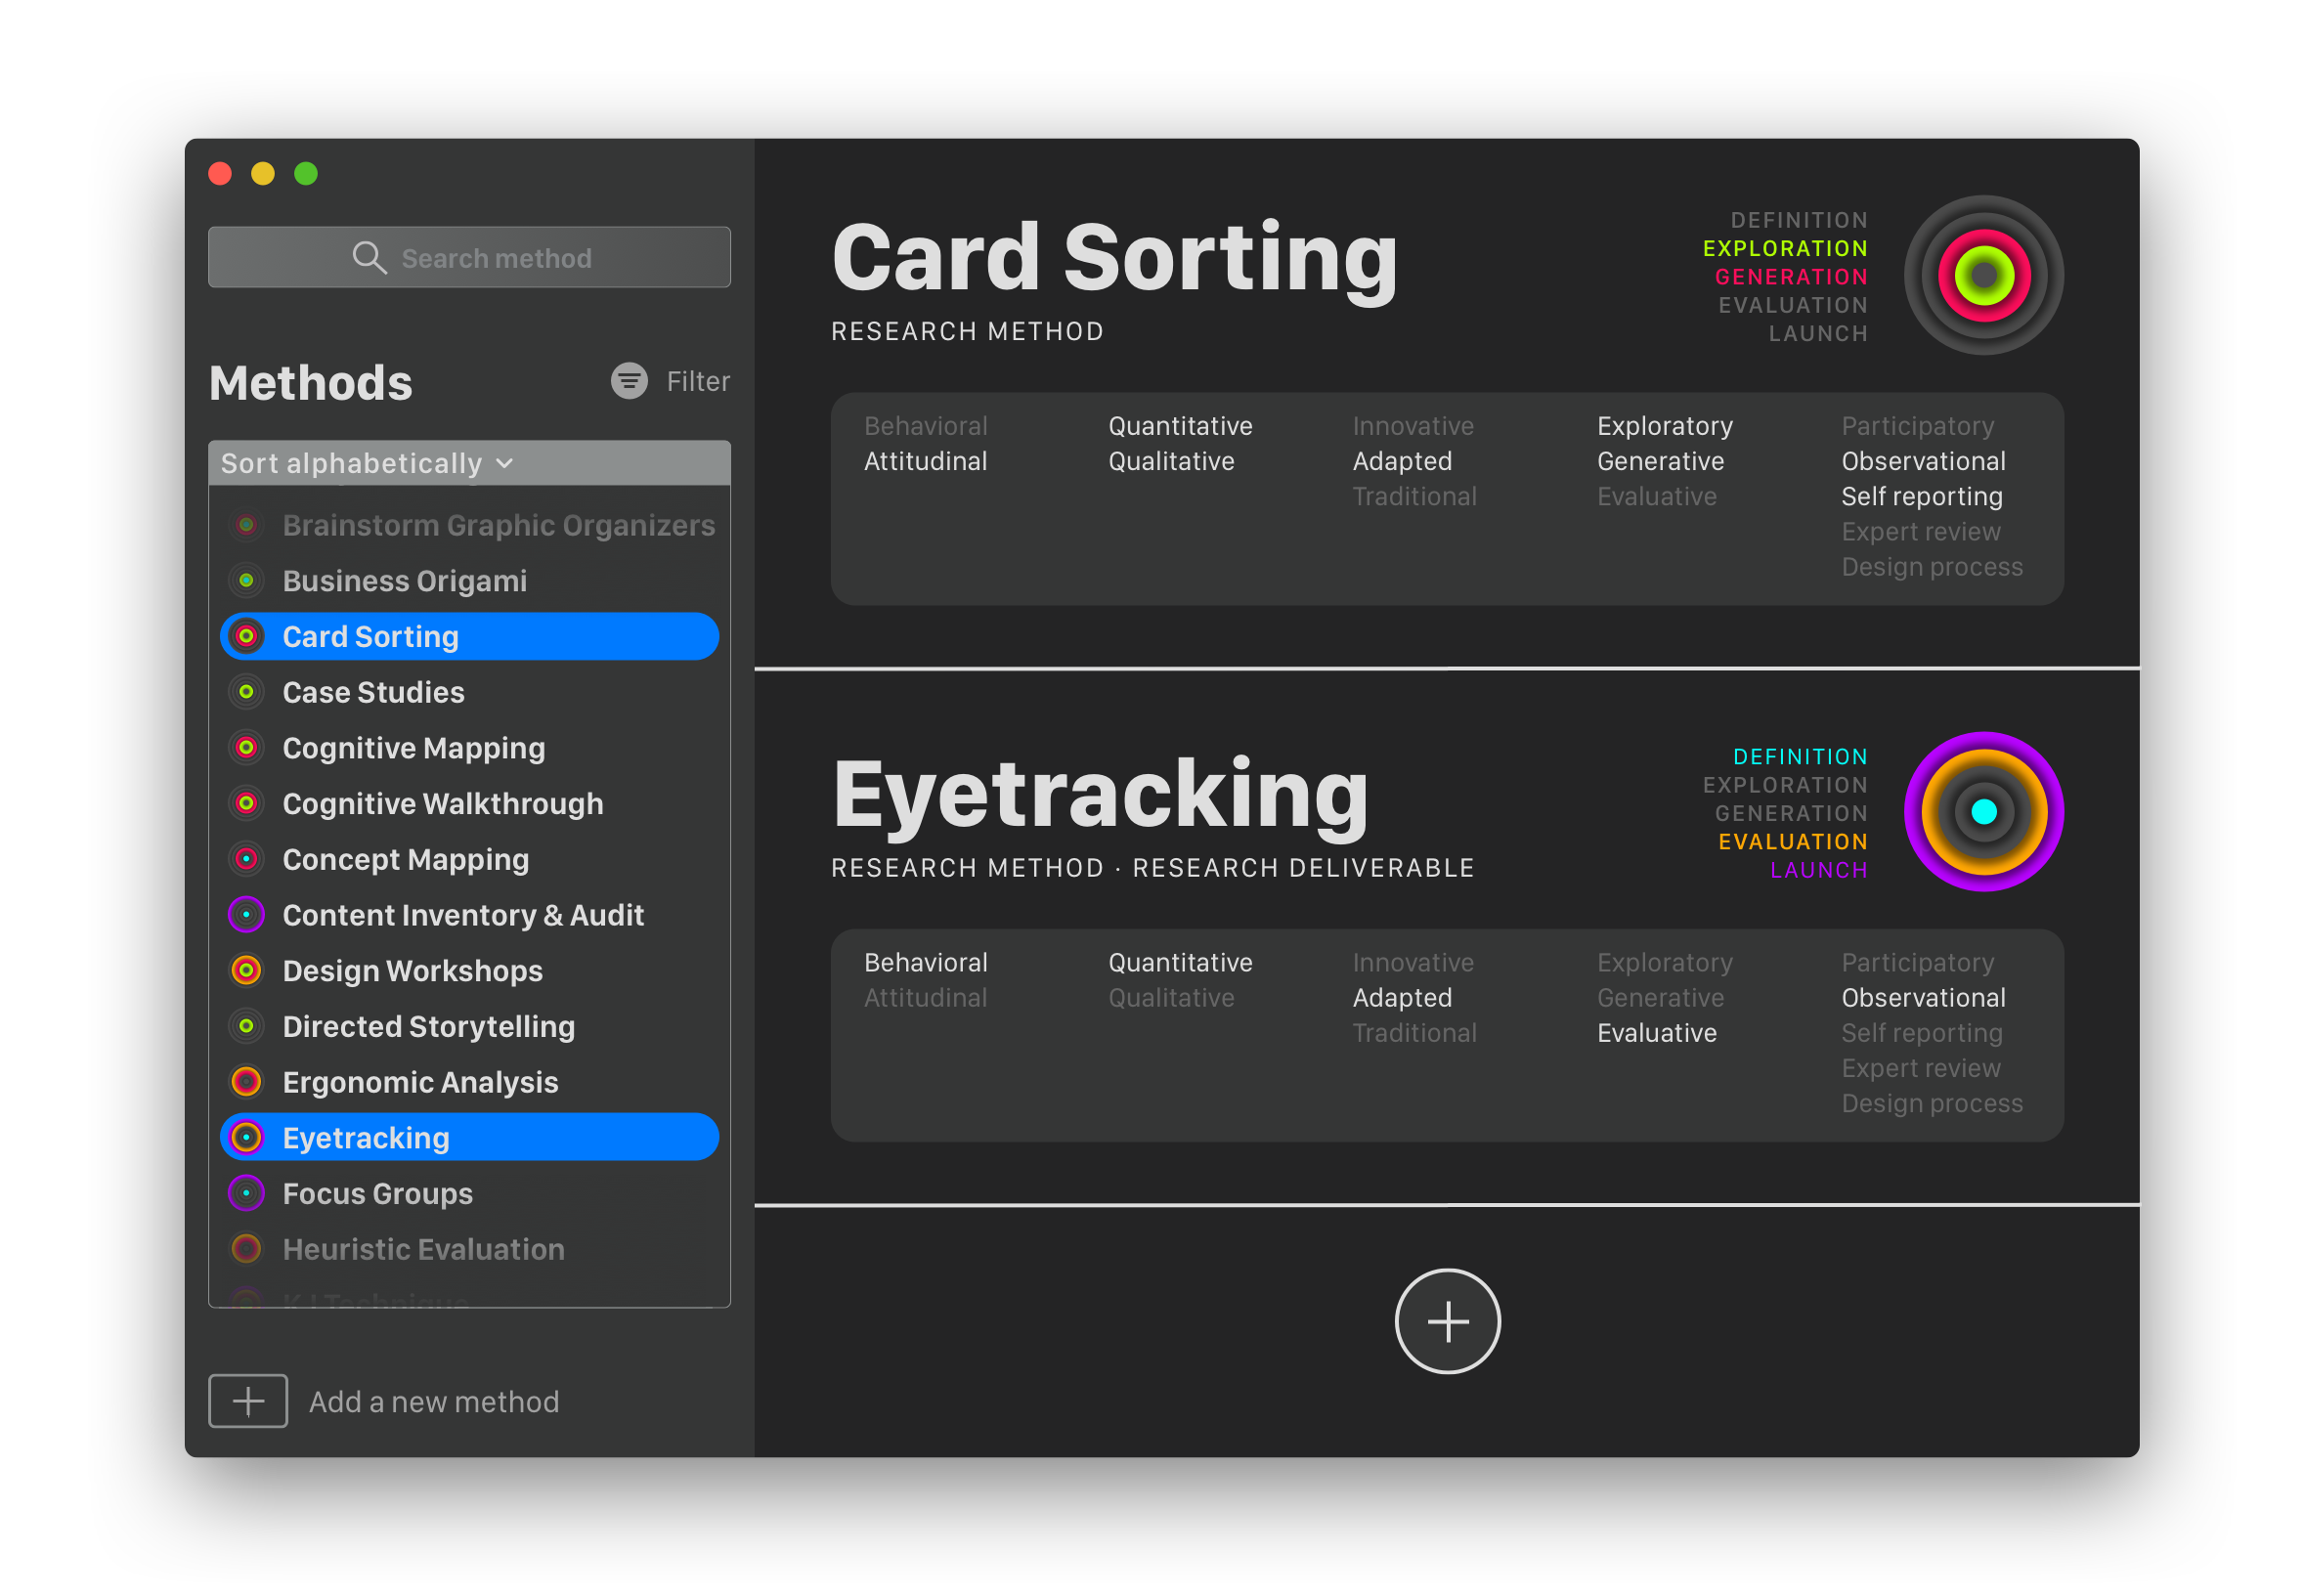 Search method
Methods
Filter
Sort alphabetically
Brainstorm Graphic Organizers
Business Origami
Card Sorting
Case Studies
Cognitive Mapping
Cognitive Walkthrough
Concept Mapping
Content Inventory & Audit
Design Workshops
Directed Storytelling
Ergonomic Analysis
Eyetracking
Focus Groups
Heuristic Evaluation
KJ Technique
Add a new method
Card Sorting
RESEARCH METHOD
DEFINITION
EXPLORATION
GENERATION
EVALUATION
LAUNCH
Behavioral
Attitudinal
Quantitative
Qualitative
Innovative
Adapted
Traditional
Exploratory
Generative
Evaluative
Participatory
Observational
Self reporting
Expert review
Design process
Eyetracking
RESEARCH METHOD · RESEARCH DELIVERABLE
DEFINITION
EXPLORATION
GENERATION
EVALUATION
LAUNCH
Behavioral
Attitudinal
Quantitative
Qualitative
Innovative
Adapted
Traditional
Exploratory
Generative
Evaluative
Participatory
Observational
Self reporting
Expert review
Design process